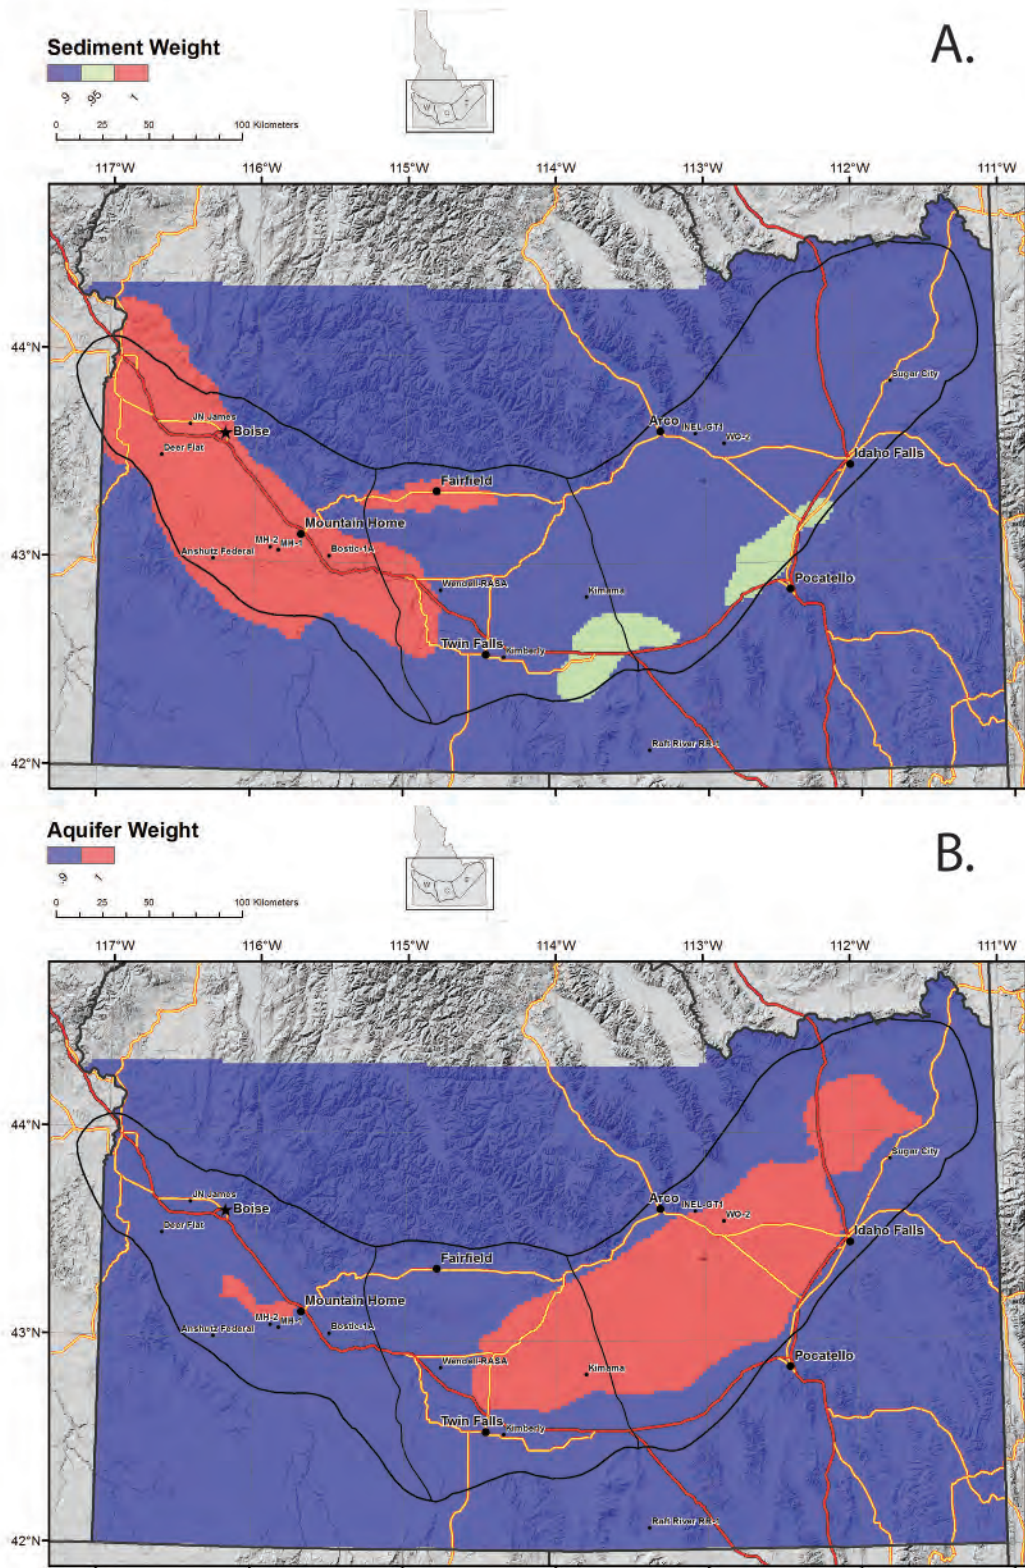 A.
Sediment Weight
.9 .95 1
0 25 50 100 Kilometers
W C E
117°W 116°W 115°W 114°W 113°W 112°W 111°W
44°N
Sugar City
JN James
Boise
Arco
INEL-GT1
WO-2
Deer Flat
Idaho Falls
Fairfield
Mountain Home
MH-2
MH-1
Bostic-1A
43°N
Anshutz Federal
Wendell-RASA
Kimama
Pocatello
Twin Falls
Kimberly
Raft River RR-1
42°N
B.
Aquifer Weight
.9 1
0 25 50 100 Kilometers
W C
117°W 116°W 115°W 114°W 113°W 112°W 111°W
44°N
Sugar City
JN James
Boise
Arco
INEL-GT1
WO-2
Deer Flat
Idaho Falls
Fairfield
Mountain Home
MH-2
MH-1
Bostic-1A
43°N
Anshutz Federal
Wendell-RASA
Kimama
Pocatello
Twin Falls
Kimberly
Raft River RR-1
42°N